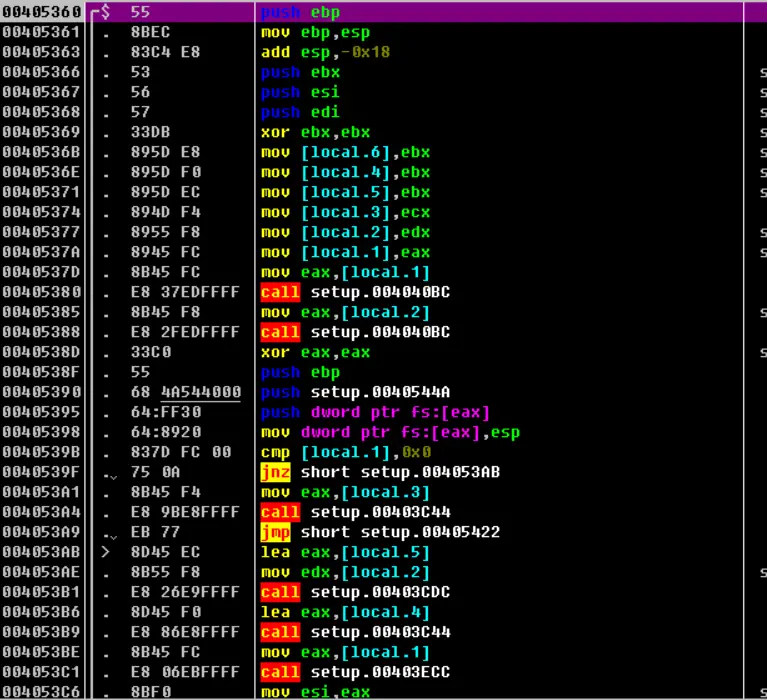 00405360 $ 55 push ebp
00405361 . 8BEC mov ebp,esp
00405363 . 83C4 E8 add esp,-0x18
00405366 . 53 push ebx s
00405367 . 56 push esi s
00405368 . 57 push edi s
00405369 . 33DB xor ebx,ebx s
0040536B . 895D E8 mov [local.6],ebx s
0040536E . 895D F0 mov [local.4],ebx s
00405371 . 895D EC mov [local.5],ebx s
00405374 . 894D F4 mov [local.3],ecx
00405377 . 8955 F8 mov [local.2],edx s
0040537A . 8945 FC mov [local.1],eax s
0040537D . 8B45 FC mov eax,[local.1]
00405380 . E8 37EDFFFF call setup.004040BC
00405385 . 8B45 F8 mov eax,[local.2] s
00405388 . E8 2FEDFFFF call setup.004040BC
0040538D . 33C0 xor eax,eax s
0040538F . 55 push ebp
00405390 . 68 4A544000 push setup.0040544A
00405395 . 64:FF30 push dword ptr fs:[eax]
00405398 . 64:8920 mov dword ptr fs:[eax],esp
0040539B . 837D FC 00 cmp [local.1],0x0
0040539F . 75 0A jnz short setup.004053AB
004053A1 . 8B45 F4 mov eax,[local.3]
004053A4 . E8 9BE8FFFF call setup.00403C44
004053A9 . EB 77 jmp short setup.00405422
004053AB > 8D45 EC lea eax,[local.5]
004053AE . 8B55 F8 mov edx,[local.2] s
004053B1 . E8 26E9FFFF call setup.00403CDC
004053B6 . 8D45 F0 lea eax,[local.4]
004053B9 . E8 86E8FFFF call setup.00403C44
004053BE . 8B45 FC mov eax,[local.1]
004053C1 . E8 06EBFFFF call setup.00403ECC
004053C6 . 8BF0 mov esi,eax s